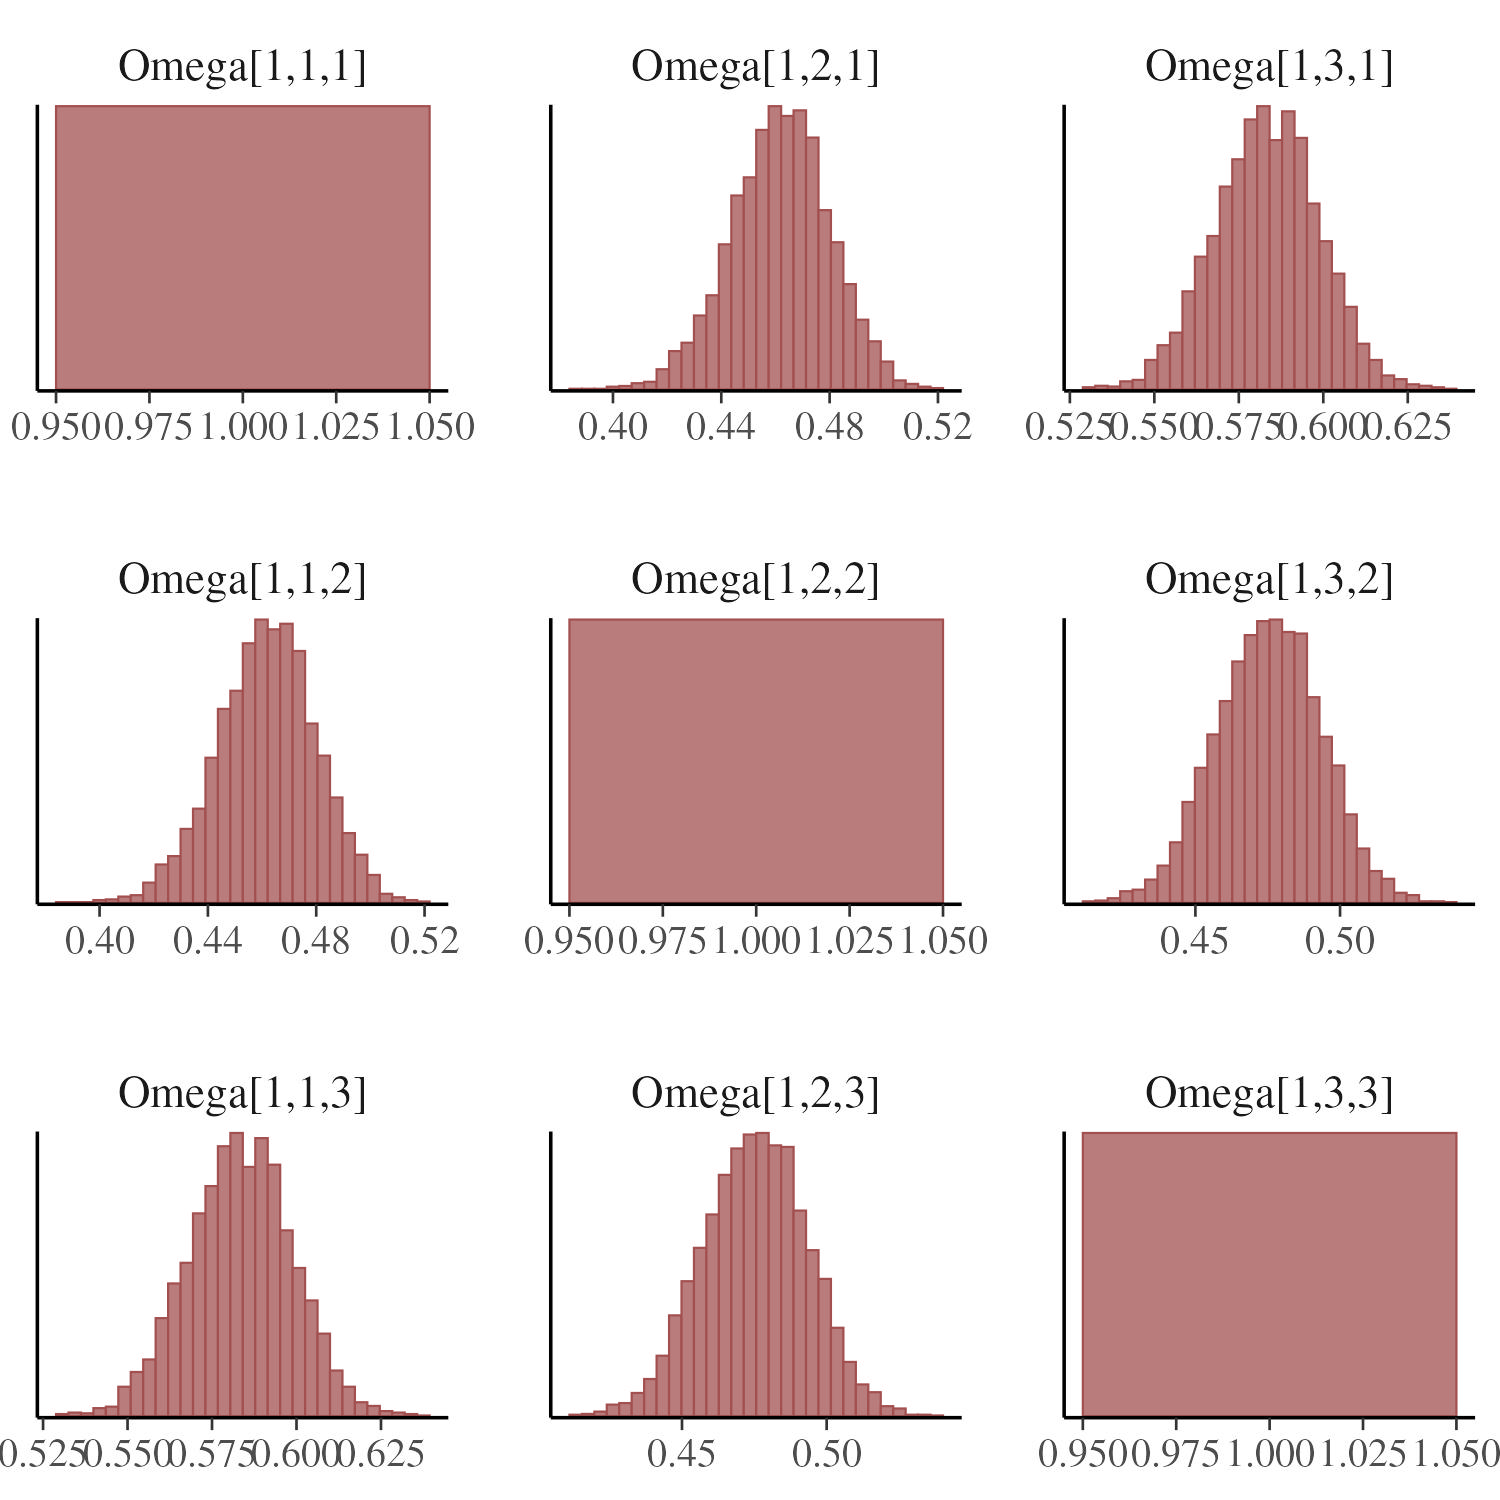 Omega[1,1,1] Omega[1,2,1] Omega[1,3,1]
0.950 0.975 1.000 1.025 1.050 0.40 0.44 0.48 0.52 0.525 0.550 0.575 0.600 0.625
Omega[1,1,2] Omega[1,2,2] Omega[1,3,2]
0.40 0.44 0.48 0.52 0.950 0.975 1.000 1.025 1.050 0.45 0.50
Omega[1,1,3] Omega[1,2,3] Omega[1,3,3]
0.525 0.550 0.575 0.600 0.625 0.45 0.50 0.950 0.975 1.000 1.025 1.050